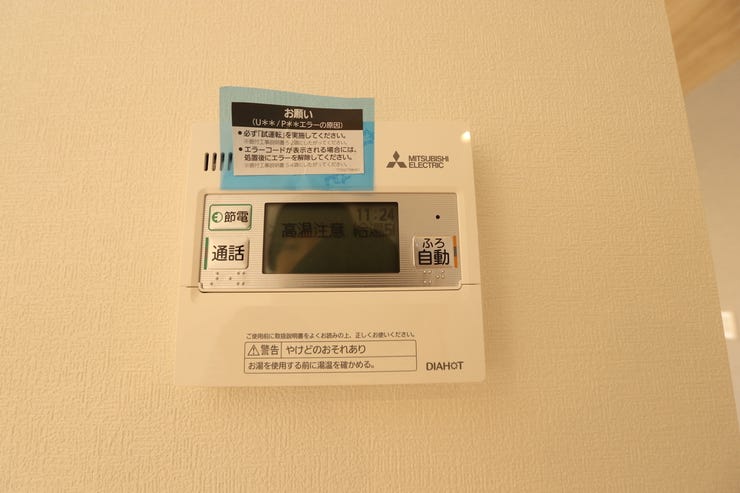 お願い
(U**/P**エラーの原因)
●必ず「試運転」を実施してください。
●エラーコードが表示される場合には、
処置後にエラーを解除してください。
MITSUBISHI
ELECTRIC
節電
11:24
高温注意 給湯
通話
ふろ
自動
ご使用前に取扱説明書をよくお読みの上、正しくお使いください。
警告 やけどのおそれあり
お湯を使用する前に湯温を確かめる。
DIAHOT